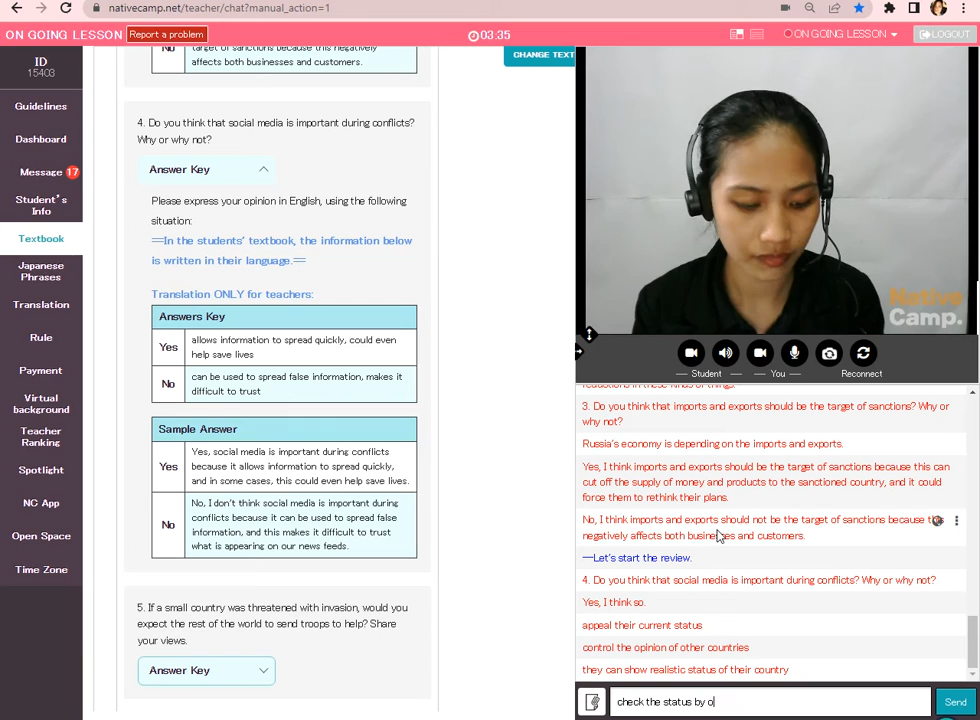 nativecamp.net/teacher/chat?manual_action=1
ON GOING LESSON
Report a problem
03.35
ON GOING LESSON
LOGOUT
ID
15403
Guidelines
Dashboard
Message 17
Student's
Info
Textbook
Japanese
Phrases
Translation
Rule
Payment
Virtual
background
Teacher
Ranking
Spotlight
NC App
Open Space
Time Zone
No
target of sanctions because this negatively
affects both businesses and customers.
CHANGE TEXT
4. Do you think that social media is important during conflicts?
Why or why not?
Answer Key
Please express your opinion in English, using the following
situation:
==In the students' textbook, the information below
is written in their language.==
Translation ONLY for teachers:
Answers Key
Yes
allows information to spread quickly, could even
help save lives
No
can be used to spread false information, makes it
difficult to trust
Sample Answer
Yes
Yes, social media is important during conflicts
because it allows information to spread quickly,
and in some cases, this could even help save lives.
No
No, I don't think social media is important during
conflicts because it can be used to spread false
information, and this makes it difficult to trust
what is appearing on our news feeds.
5. If a small country was threatened with invasion, would you
expect the rest of the world to send troops to help? Share
your views.
Answer Key
Native
Camp.
Student
You
Reconnect
3. Do you think that imports and exports should be the target of sanctions? Why or
why not?
Russia's economy is depending on the imports and exports.
Yes, I think imports and exports should be the target of sanctions because this can
cut off the supply of money and products to the sanctioned country, and it could
force them to rethink their plans.
No, I think imports and exports should not be the target of sanctions because
negatively affects both businesses and customers.
—Let's start the review.
4. Do you think that social media is important during conflicts? Why or why not?
Yes, I think so.
appeal their current status
control the opinion of other countries
they can show realistic status of their country
check the status by o
Send